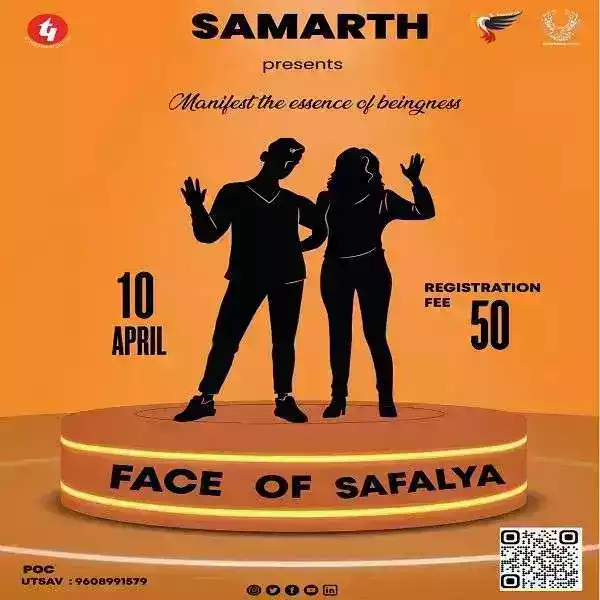 SAMARTH
presents
Manifest the essence of beingness
10
APRIL
REGISTRATION
FEE
50
FACE OF SAFALYA
POC
UTSAV : 9608991579